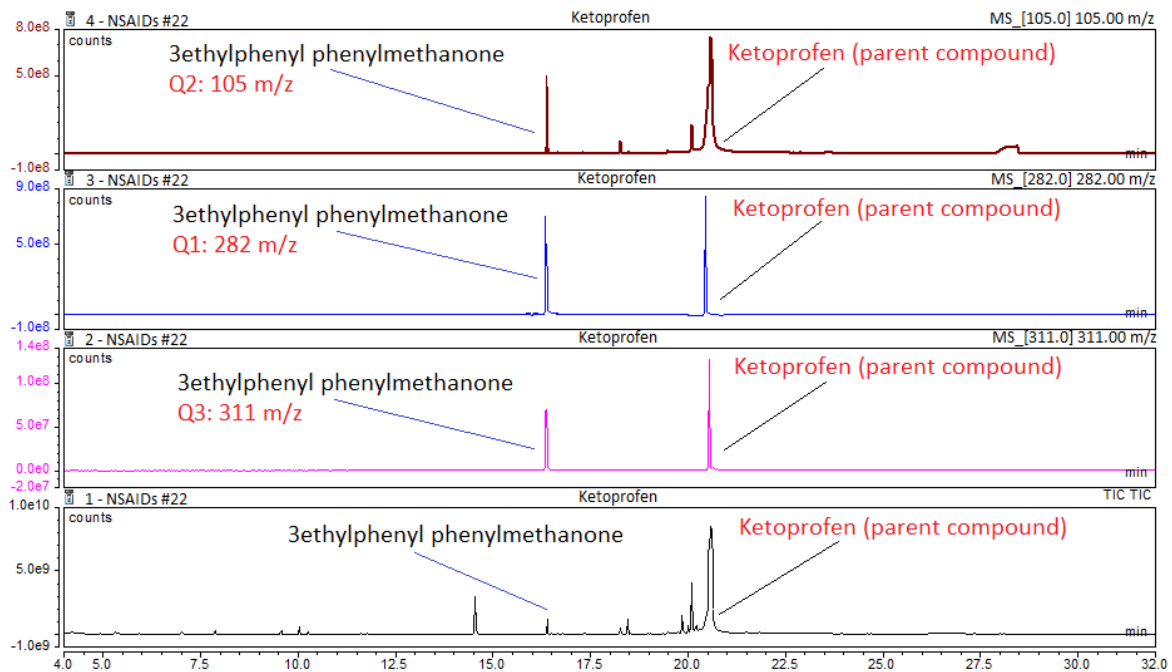 4 - NSAIDs #22 Ketoprofen MS_[105.0] 105.00 m/z
8.0e8
counts
3ethylphenyl phenylmethanone Ketoprofen (parent compound)
5.0e8
Q2: 105 m/z
-1.0e8
min
3 - NSAIDs #22 Ketoprofen MS_[282.0] 282.00 m/z
9.0e8
counts
3ethylphenyl phenylmethanone Ketoprofen (parent compound)
5.0e8
Q1: 282 m/z
-1.0e8
min
2 - NSAIDs #22 Ketoprofen MS_[311.0] 311.00 m/z
1.4e8
counts
1.0e8
3ethylphenyl phenylmethanone Ketoprofen (parent compound)
Q3: 311 m/z
5.0e7
0.0e0
min
-2.0e7
1 - NSAIDs #22 Ketoprofen TIC TIC
1.0e10
counts
3ethylphenyl phenylmethanone Ketoprofen (parent compound)
5.0e9
min
-1.0e9
4.0 5.0 7.5 10.0 12.5 15.0 17.5 20.0 22.5 25.0 27.5 30.0 32.0